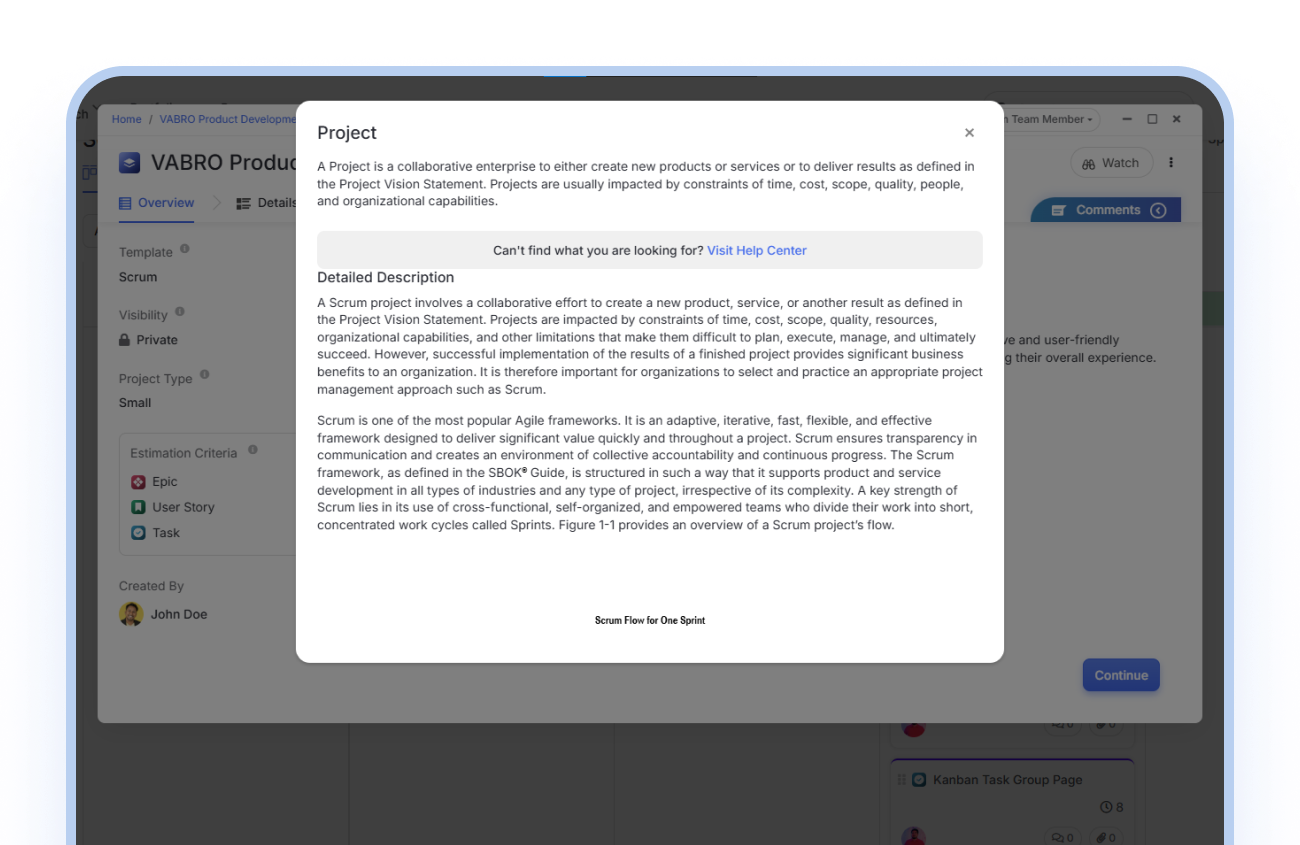 Home / VABRO Product Developme
Team Member
VABRO Produc
Watch
Overview
Details
Comments
Template
Scrum
Visibility
Private
Project Type
Small
Estimation Criteria
Epic
User Story
Task
Created By
John Doe
Project
A Project is a collaborative enterprise to either create new products or services or to deliver results as defined in
the Project Vision Statement. Projects are usually impacted by constraints of time, cost, scope, quality, people,
and organizational capabilities.
Can't find what you are looking for? Visit Help Center
Detailed Description
A Scrum project involves a collaborative effort to create a new product, service, or another result as defined in
the Project Vision Statement. Projects are impacted by constraints of time, cost, scope, quality, resources,
organizational capabilities, and other limitations that make them difficult to plan, execute, manage, and ultimately
succeed. However, successful implementation of the results of a finished project provides significant business
benefits to an organization. It is therefore important for organizations to select and practice an appropriate project
management approach such as Scrum.
Scrum is one of the most popular Agile frameworks. It is an adaptive, iterative, fast, flexible, and effective
framework designed to deliver significant value quickly and throughout a project. Scrum ensures transparency in
communication and creates an environment of collective accountability and continuous progress. The Scrum
framework, as defined in the SBOK® Guide, is structured in such a way that it supports product and service
development in all types of industries and any type of project, irrespective of its complexity. A key strength of
Scrum lies in its use of cross-functional, self-organized, and empowered teams who divide their work into short,
concentrated work cycles called Sprints. Figure 1-1 provides an overview of a Scrum project’s flow.
Scrum Flow for One Sprint
ve and user-friendly
g their overall experience.
Continue
0 0
Kanban Task Group Page
8
0 0